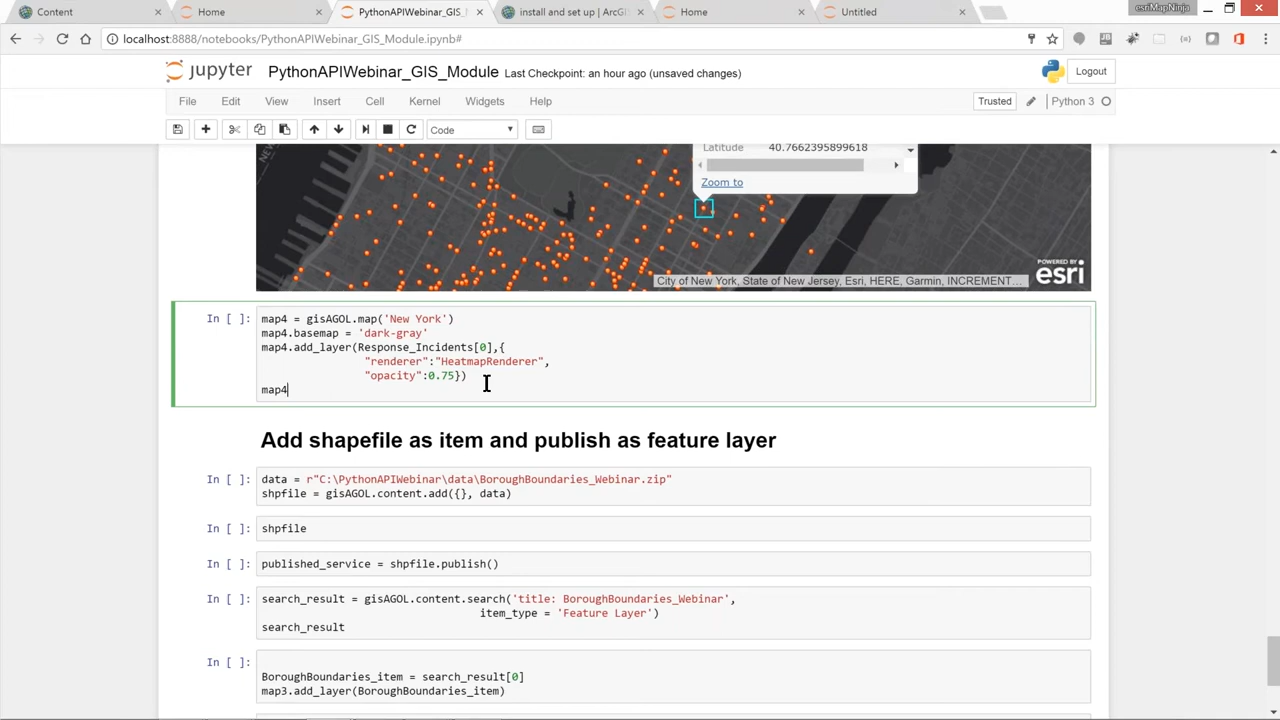 Content
Home
PythonAPIWebinar_GIS_M
install and set up | ArcGI
Home
Untitled
esriMapNinja
localhost:8888/notebooks/PythonAPIWebinar_GIS_Module.ipynb#
jupyter PythonAPIWebinar_GIS_Module Last Checkpoint: an hour ago (unsaved changes)
Logout
File Edit View Insert Cell Kernel Widgets Help
Trusted
Python 3
Code
Latitude 40.7662395899618
Zoom to
POWERED BY
esri
City of New York, State of New Jersey, Esri, HERE, Garmin, INCREMENT…
In [ ]: map4 = gisAGOL.map('New York')
map4.basemap = 'dark-gray'
map4.add_layer(Response_Incidents[0],{
"renderer":"HeatmapRenderer",
"opacity":0.75})
map4
Add shapefile as item and publish as feature layer
In [ ]: data = r"C:\PythonAPIWebinar\data\BoroughBoundaries_Webinar.zip"
shpfile = gisAGOL.content.add({}, data)
In [ ]: shpfile
In [ ]: published_service = shpfile.publish()
In [ ]: search_result = gisAGOL.content.search('title: BoroughBoundaries_Webinar',
item_type = 'Feature Layer')
search_result
In [ ]:
BoroughBoundaries_item = search_result[0]
map3.add_layer(BoroughBoundaries_item)